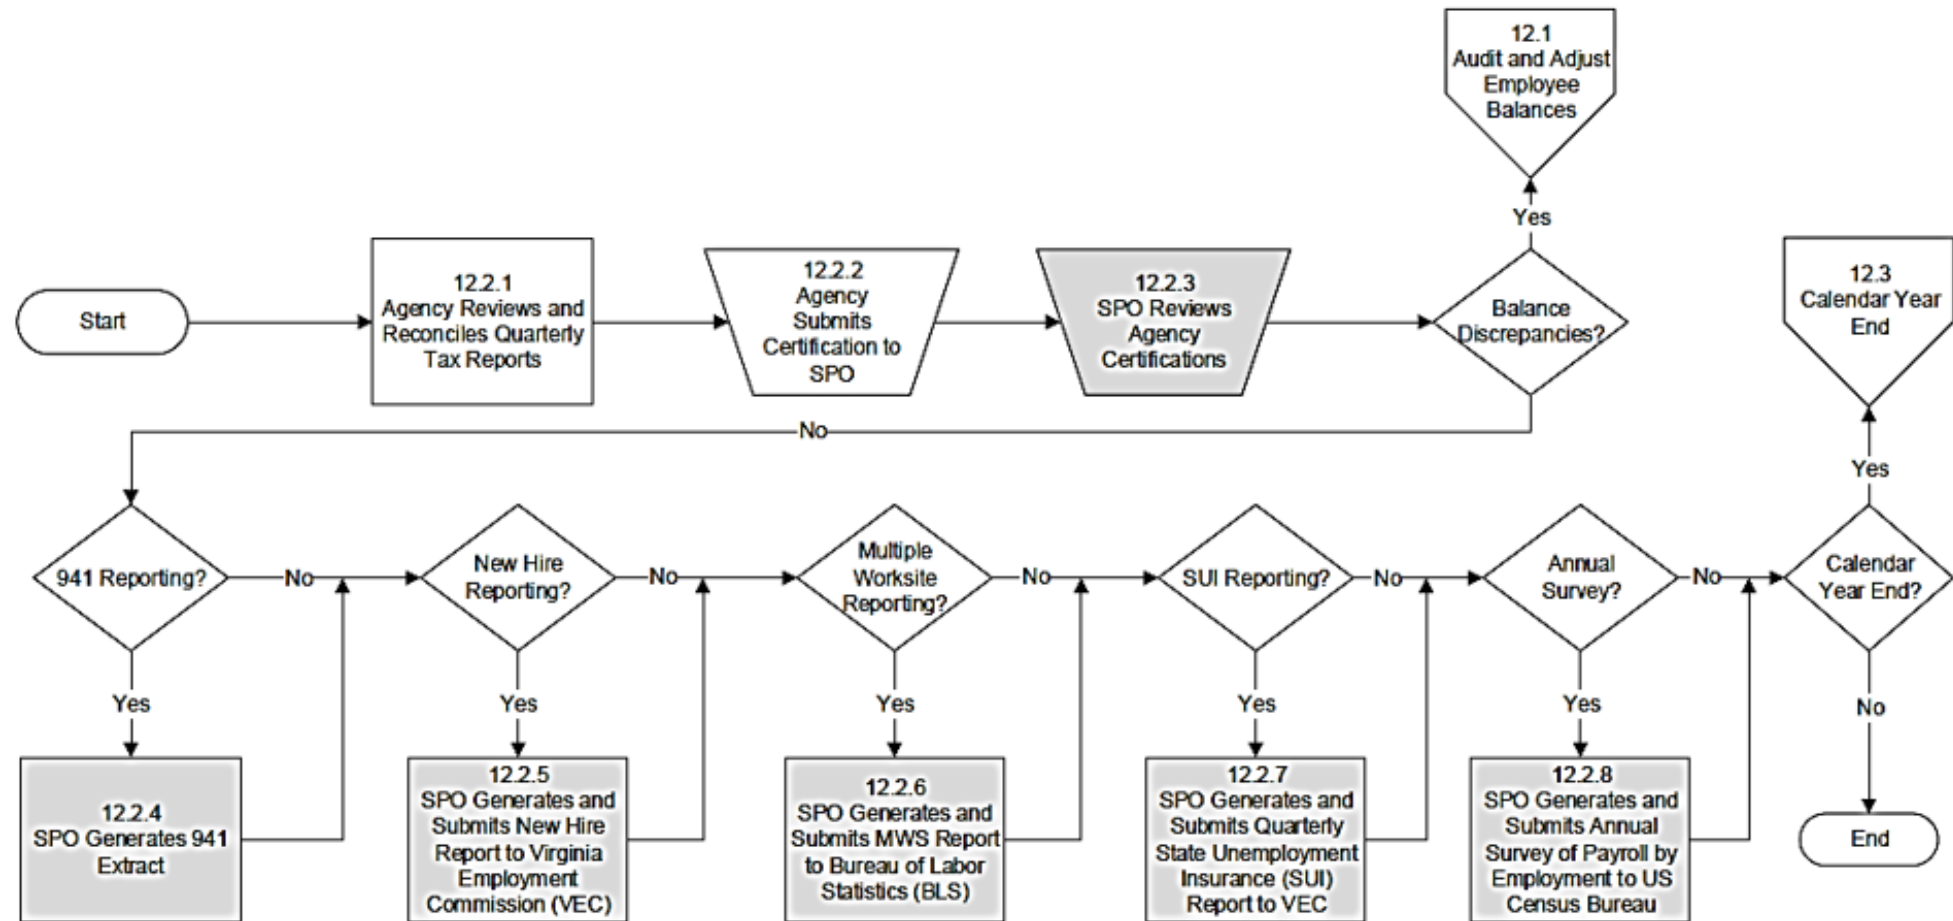 12.1
Audit and Adjust
Employee
Balances
Yes
Start
12.2.1
Agency Reviews and
Reconciles Quarterly
Tax Reports
12.2.2
Agency
Submits
Certification to
SPO
12.2.3
SPO Reviews
Agency
Certifications
Balance
Discrepancies?
12.3
Calendar Year
End
No
Yes
941 Reporting?
No
New Hire
Reporting?
No
Multiple
Worksite
Reporting?
No
SUI Reporting?
No
Annual
Survey?
No
Calendar
Year End?
Yes
Yes
Yes
Yes
Yes
No
12.2.4
SPO Generates 941
Extract
12.2.5
SPO Generates and
Submits New Hire
Report to Virginia
Employment
Commission (VEC)
12.2.6
SPO Generates and
Submits MWS Report
to Bureau of Labor
Statistics (BLS)
12.2.7
SPO Generates and
Submits Quarterly
State Unemployment
Insurance (SUI)
Report to VEC
12.2.8
SPO Generates and
Submits Annual
Survey of Payroll by
Employment to US
Census Bureau
End